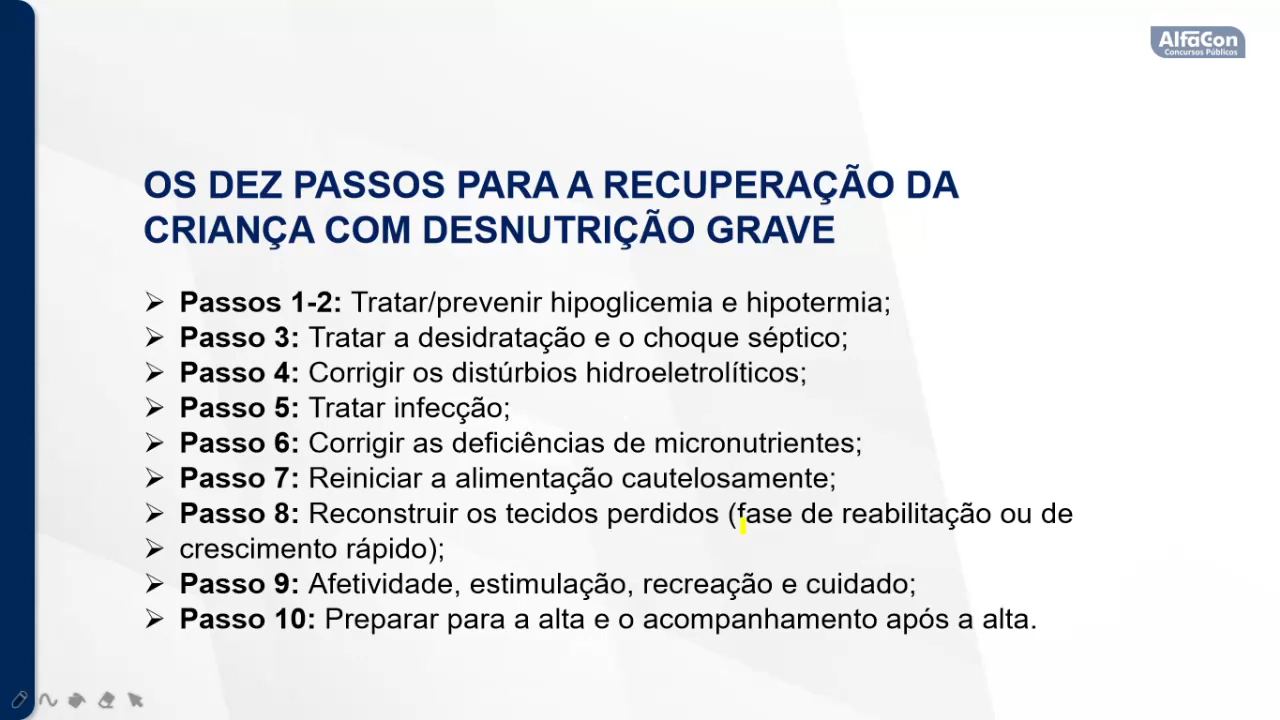 AlfaCon
Concursos Públicos
OS DEZ PASSOS PARA A RECUPERAÇÃO DA
CRIANÇA COM DESNUTRIÇÃO GRAVE
➢ Passos 1-2: Tratar/prevenir hipoglicemia e hipotermia;
➢ Passo 3: Tratar a desidratação e o choque séptico;
➢ Passo 4: Corrigir os distúrbios hidroeletrolíticos;
➢ Passo 5: Tratar infecção;
➢ Passo 6: Corrigir as deficiências de micronutrientes;
➢ Passo 7: Reiniciar a alimentação cautelosamente;
➢ Passo 8: Reconstruir os tecidos perdidos (fase de reabilitação ou de
➢ crescimento rápido);
➢ Passo 9: Afetividade, estimulação, recreação e cuidado;
➢ Passo 10: Preparar para a alta e o acompanhamento após a alta.